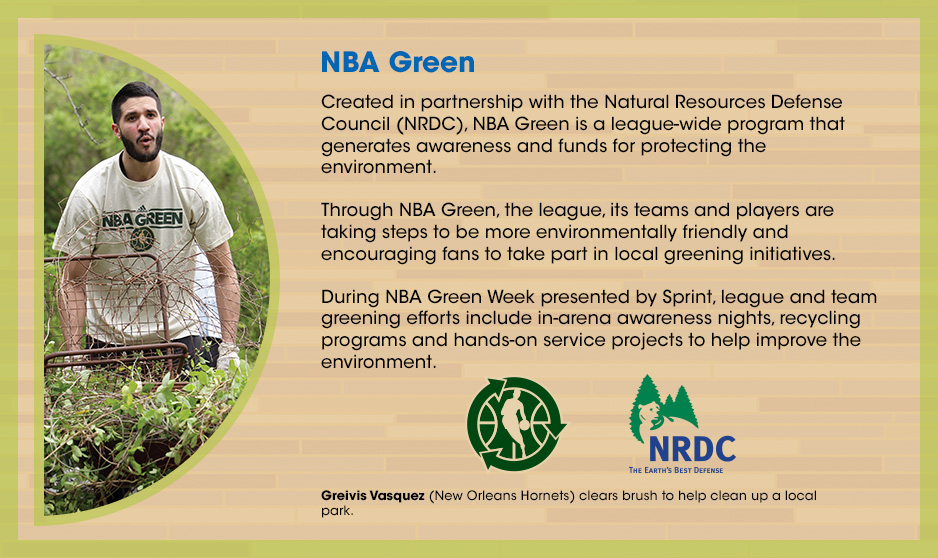 NBA Green
Created in partnership with the Natural Resources Defense
Council (NRDC), NBA Green is a league-wide program that
generates awareness and funds for protecting the
environment.
Through NBA Green, the league, its teams and players are
taking steps to be more environmentally friendly and
encouraging fans to take part in local greening initiatives.
During NBA Green Week presented by Sprint, league and team
greening efforts include in-arena awareness nights, recycling
programs and hands-on service projects to help improve the
environment.
NBA GREEN
NRDC
THE EARTH'S BEST DEFENSE
Greivis Vasquez (New Orleans Hornets) clears brush to help clean up a local
park.